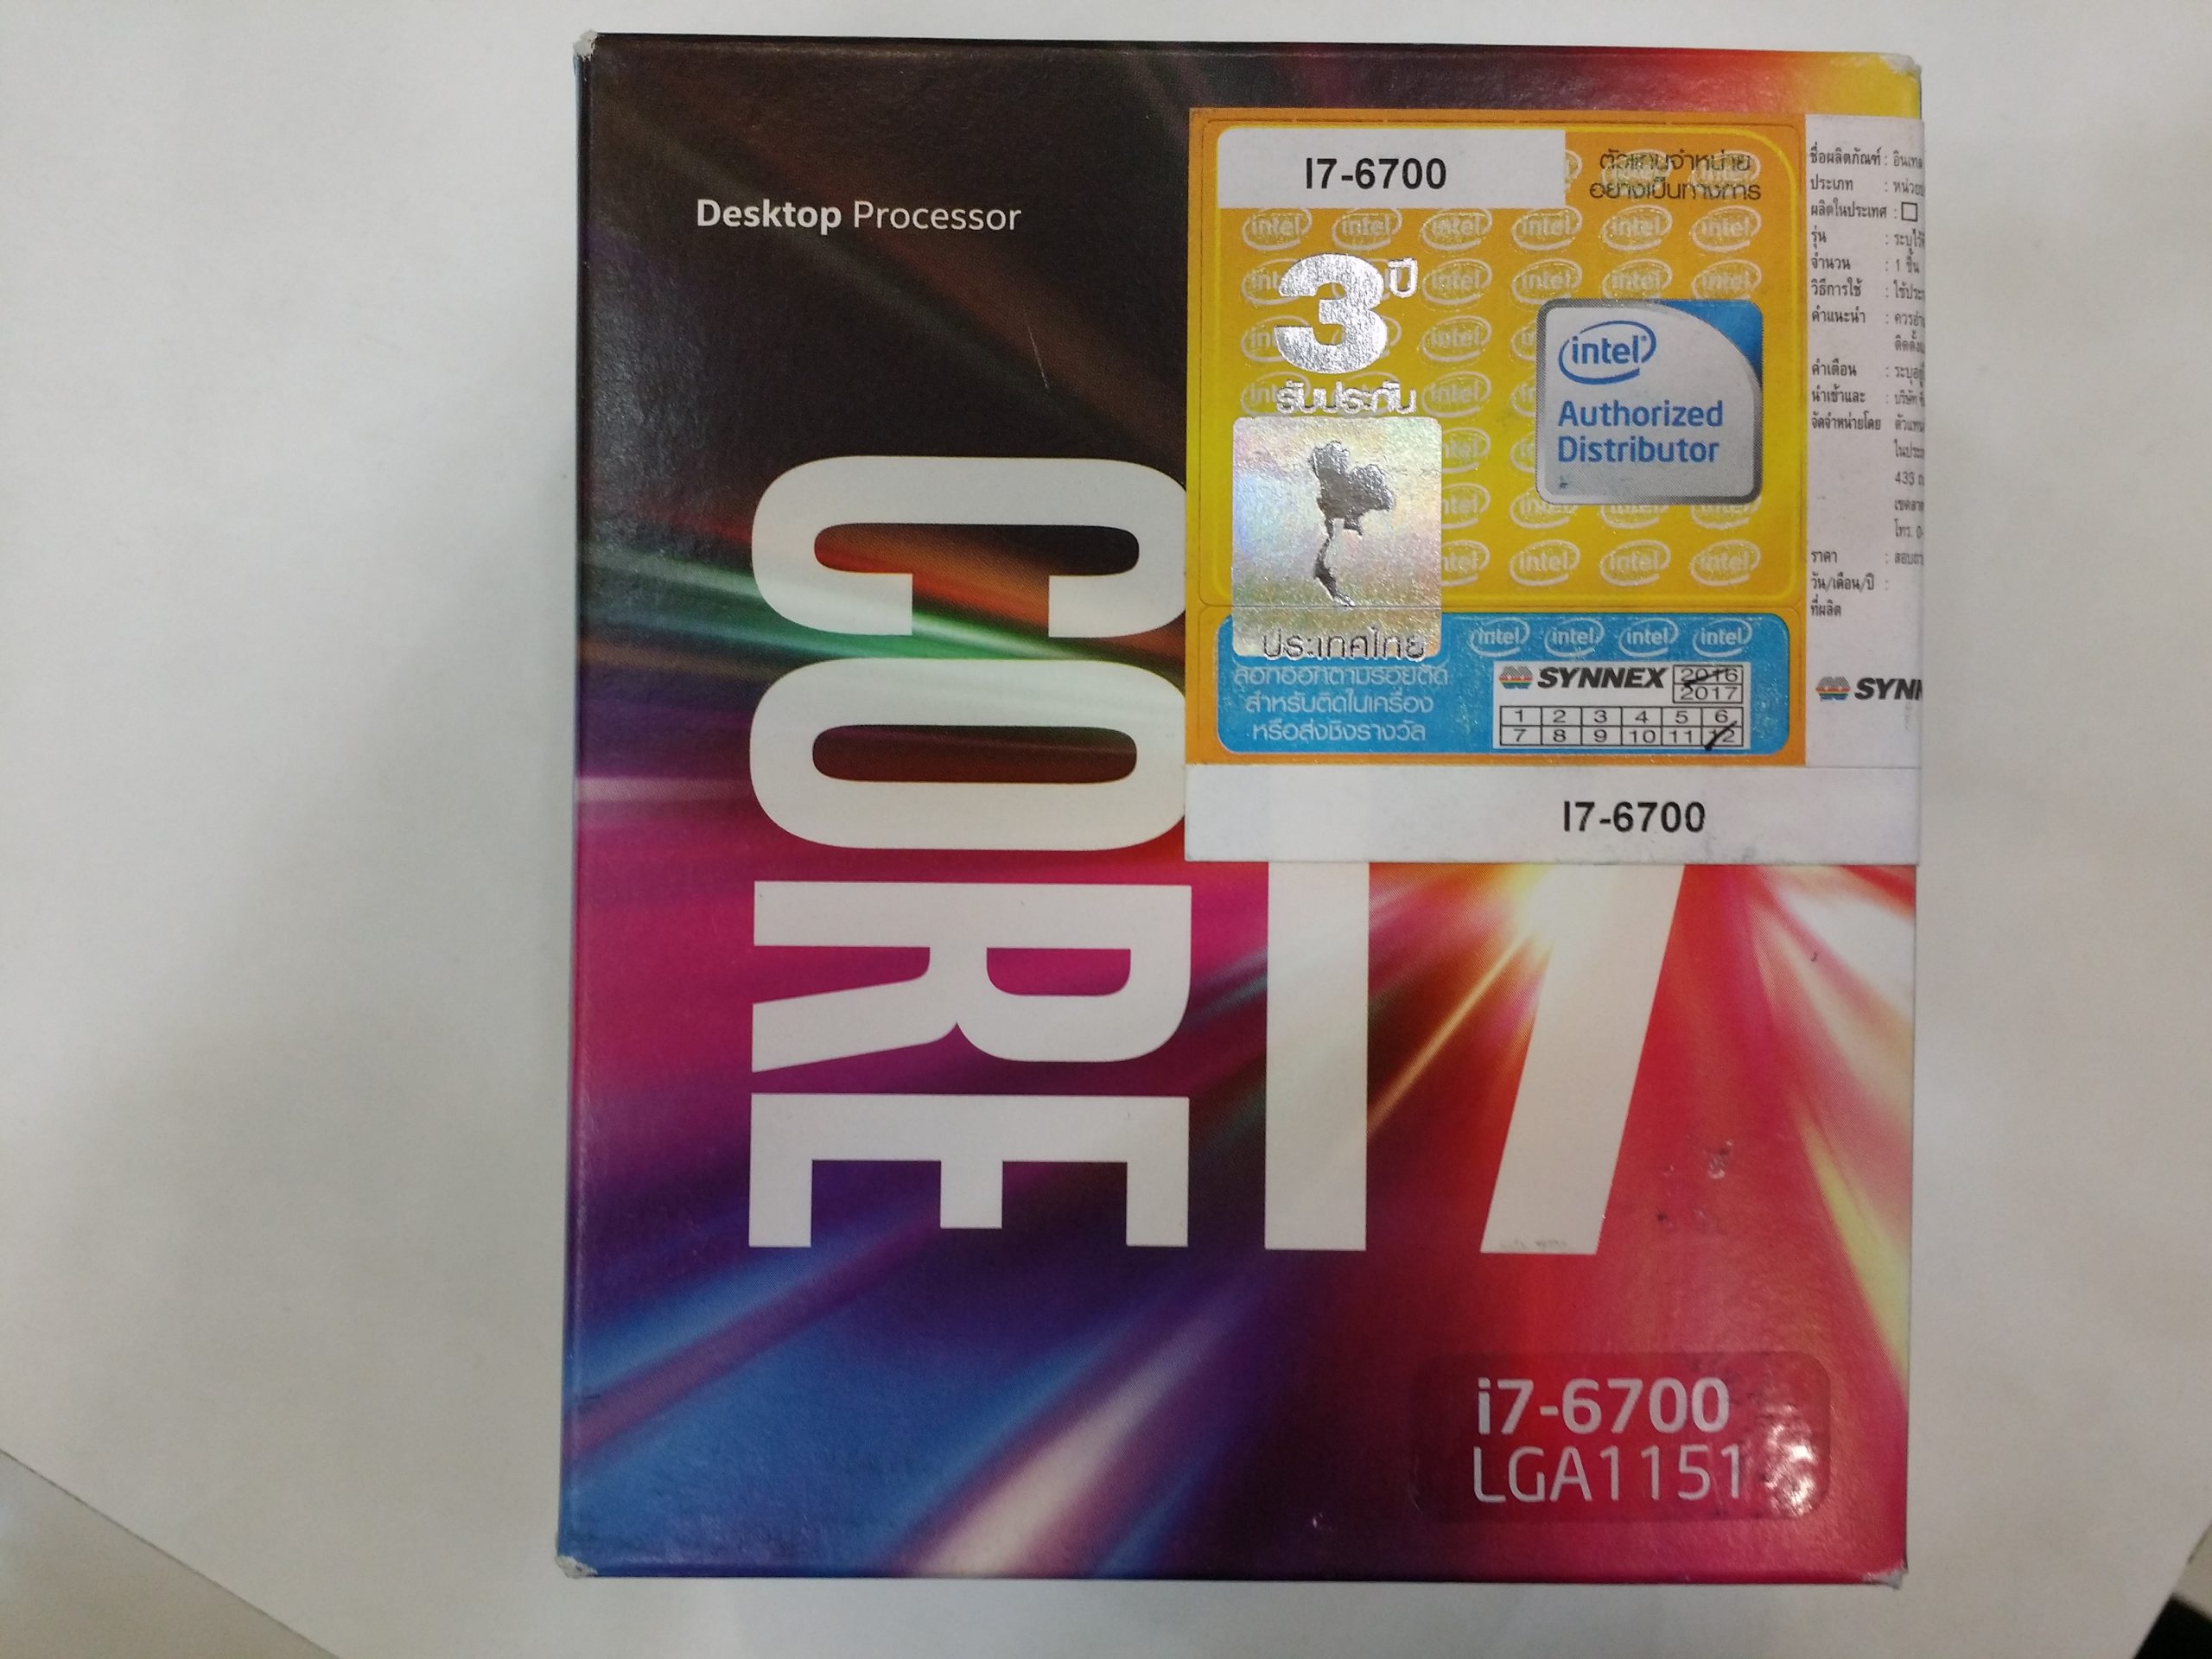 Desktop Processor
CORE
i7
I7-6700
ตัวแทนจำหน่าย
อย่างเป็นทางการ
3 ปี
รับประกัน
intel
Authorized
Distributor
ประเทศไทย
ลอกออกตามรอยตัด
สำหรับติดในเครื่อง
หรือส่งชิงรางวัล
intel intel intel intel
SYNNEX 2016
2017
1 2 3 4 5 6
7 8 9 10 11 12
I7-6700
ชื่อผลิตภัณฑ์ :
ประเภท :
ผลิตในประเทศ :
รุ่น :
จำนวน : 1 ชิ้น
วิธีการใช้ :
คำแนะนำ :
คำเตือน :
นำเข้าและ :
จัดจำหน่ายโดย
433
โทร.
ราคา :
วัน/เดือน/ปี :
ที่ผลิต
i7-6700
LGA1151